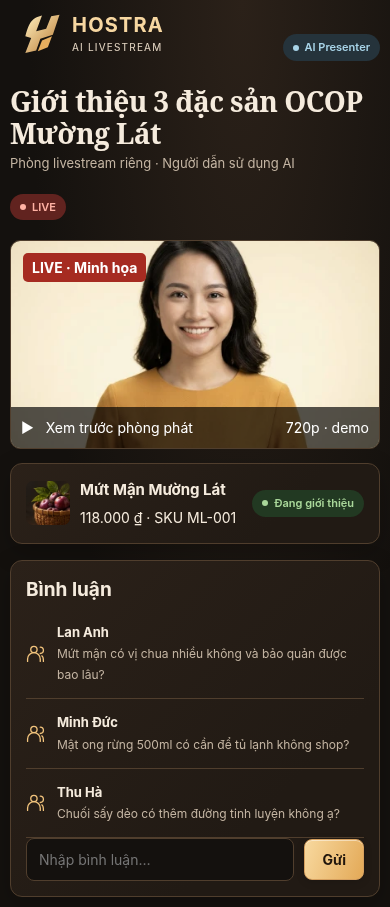 HOSTRA
AI LIVESTREAM
AI Presenter
Giới thiệu 3 đặc sản OCOP
Mường Lát
Phòng livestream riêng · Người dẫn sử dụng AI
LIVE
LIVE · Minh họa
Xem trước phòng phát
720p · demo
Mứt Mận Mường Lát
118.000 ₫ · SKU ML-001
Đang giới thiệu
Bình luận
Lan Anh
Mứt mận có vị chua nhiều không và bảo quản được
bao lâu?
Minh Đức
Mật ong rừng 500ml có cần để tủ lạnh không shop?
Thu Hà
Chuối sấy dẻo có thêm đường tinh luyện không ạ?
Nhập bình luận...
Gửi